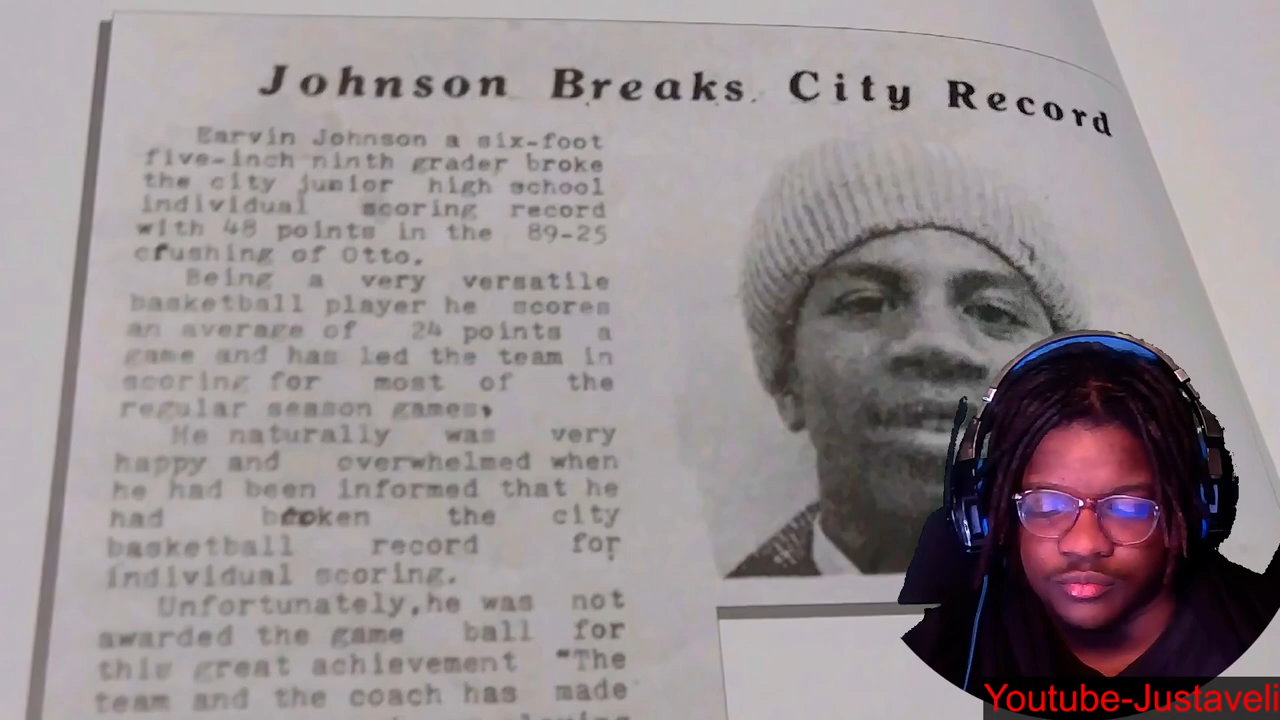 Johnson Breaks City Record
Earvin Johnson a six-foot
five-inch ninth grader broke
the city junior high school
individual scoring record
with 48 points in the 89-25
crushing of Otto.
Being a very versatile
basketball player he scores
an average of 24 points a
game and has led the team in
scoring for most of the
regular season games.
He naturally was very
happy and overwhelmed when
he had been informed that he
had broken the city
basketball record for
individual scoring.
Unfortunately,he was not
awarded the game ball for
this great achievement "The
team and the coach has made
Youtube-Justaveli